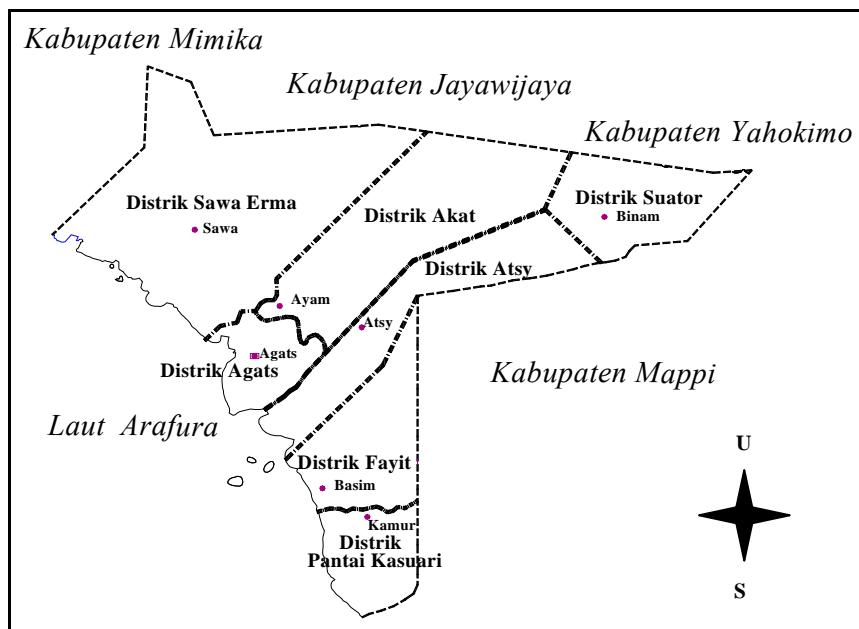 Kabupaten Mimika
Kabupaten Jayawijaya
Kabupaten Yahokimo
Distrik Sawa Erma
Sawa
Distrik Akat
Distrik Suator
Binam
Distrik Atsy
Ayam
Atsy
Agats
Distrik Agats
Kabupaten Mappi
Laut Arafura
Distrik Fayit
Basim
Kamur
Distrik
Pantai Kasuari
U
S